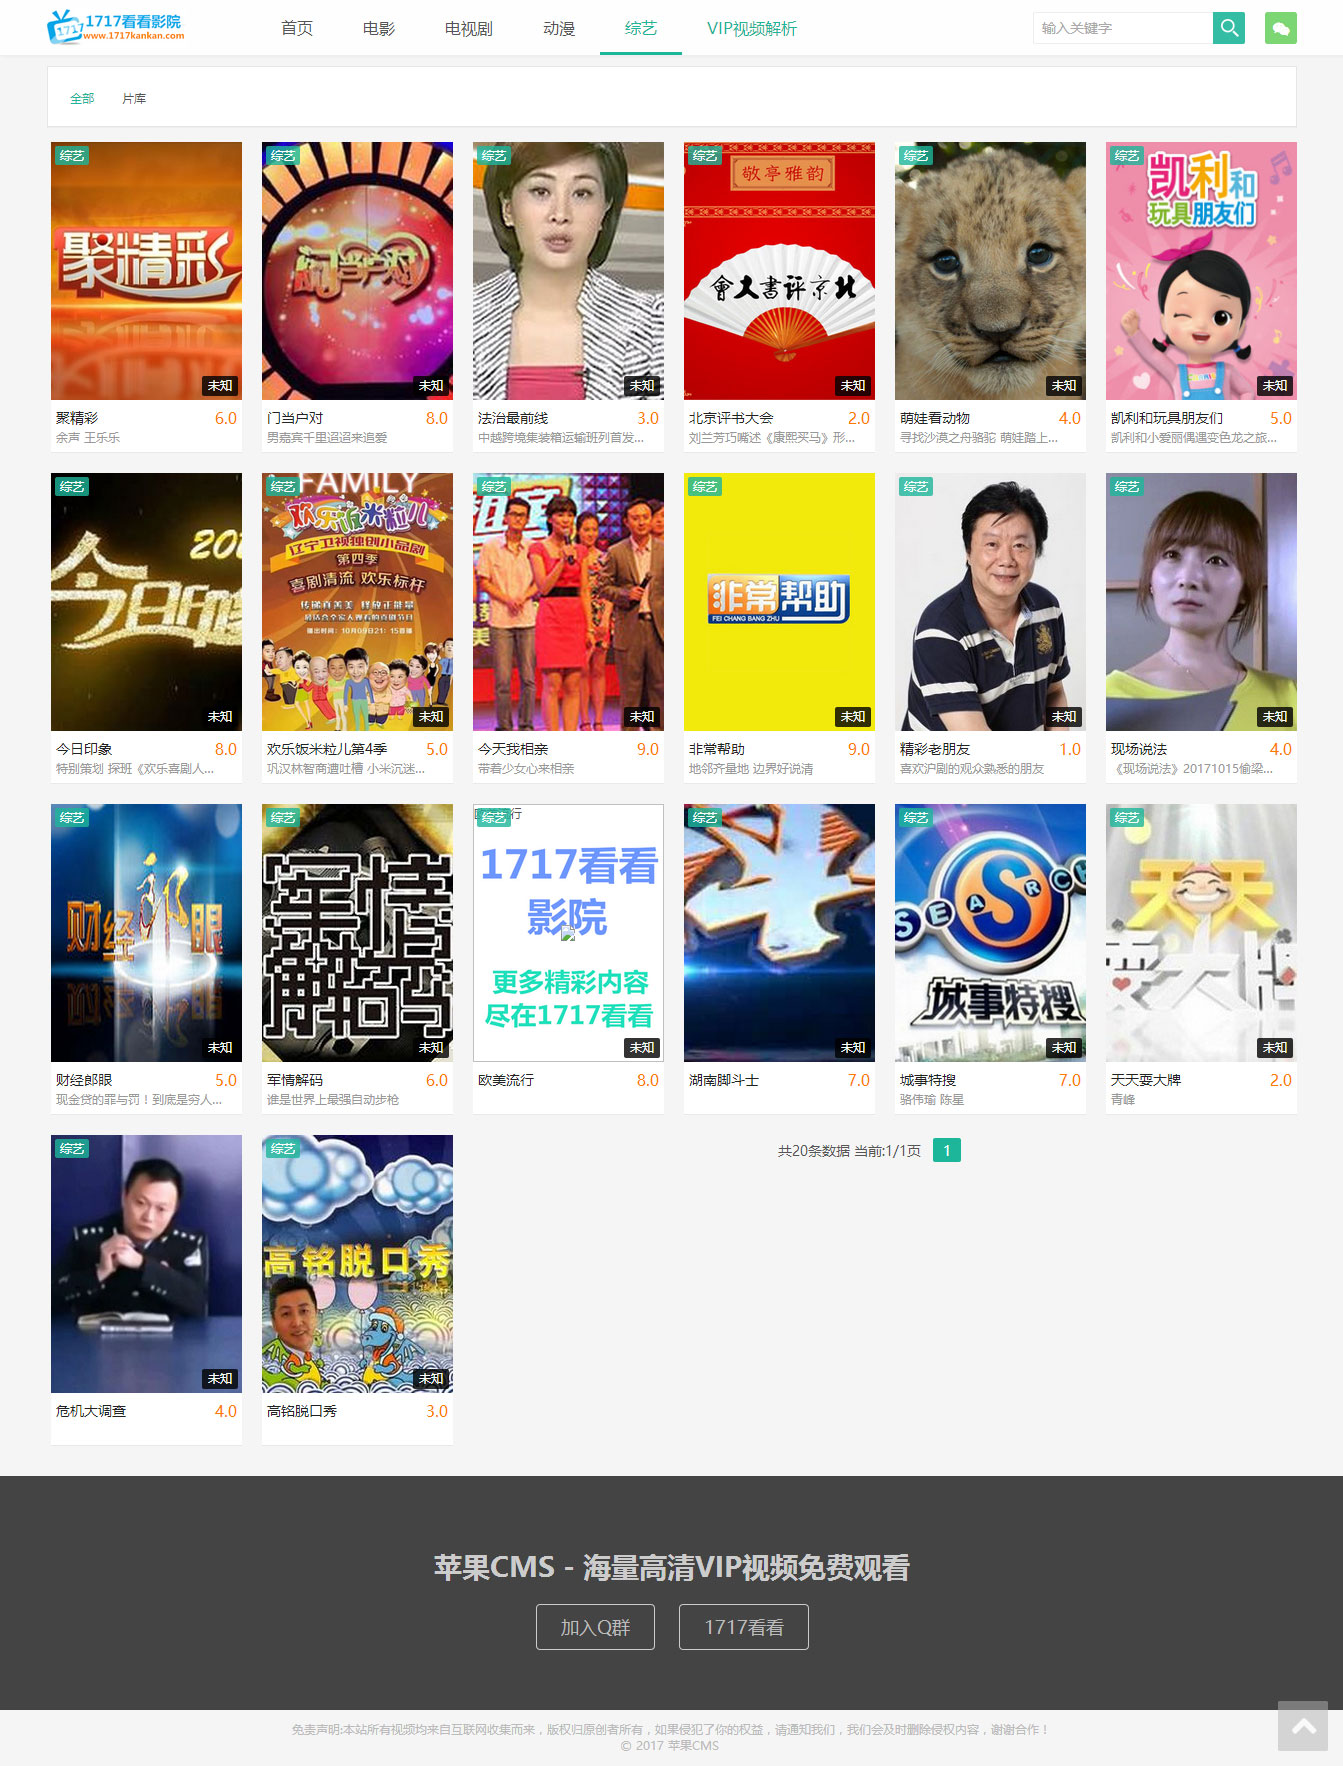 1717看看影院
www.1717kankan.com
首页 电影 电视剧 动漫 综艺 VIP视频解析
输入关键字
全部 片库
综艺 综艺 综艺 综艺 综艺 综艺
聚精彩
门当户对
敬亭雅韵
會大书评京北
凯利和
玩具朋友们
未知 未知 未知 未知 未知 未知
聚精彩 6.0
余声 王乐乐
门当户对 8.0
男嘉宾千里迢迢来追爱
法治最前线 3.0
中越跨境集装箱运输班列首发...
北京评书大会 2.0
刘兰芳巧嘴述《康熙买马》形...
萌娃看动物 4.0
寻找沙漠之舟骆驼 萌娃踏上...
凯利和玩具朋友们 5.0
凯利和小爱丽偶遇变色龙之旅...
综艺 综艺 综艺 综艺 综艺 综艺
FAMILY
欢乐饭米粒儿
辽宁卫视独创小品剧
第四季
喜剧清流 欢乐标杆
传递真善美 释放正能量
非常帮助
FEI CHANG BANG ZHU
未知 未知 未知 未知 未知 未知
今日印象 8.0
特别策划 探班《欢乐喜剧人...
欢乐饭米粒儿第4季 5.0
巩汉林智商遭吐槽 小米沉迷...
今天我相亲 9.0
带着少女心来相亲
非常帮助 9.0
地邻齐量地 边界好说清
精彩老朋友 1.0
喜欢沪剧的观众熟悉的朋友
现场说法 4.0
《现场说法》20171015偷梁...
综艺 综艺 综艺 综艺 综艺 综艺
财经郎眼
军情解码
1717看看
影院
更多精彩内容
尽在1717看看
SEARCH
城事特搜
天天
耍大牌
未知 未知 未知 未知 未知 未知
财经郎眼 5.0
现金贷的罪与罚！到底是穷人...
军情解码 6.0
谁是世界上最强自动步枪
欧美流行 8.0
湖南脚斗士 7.0
城事特搜 7.0
骆伟瑜 陈星
天天耍大牌 2.0
青峰
综艺 综艺
高铭脱口秀
未知 未知
危机大调查 4.0
高铭脱口秀 3.0
共20条数据 当前:1/1页 1
苹果CMS - 海量高清VIP视频免费观看
加入Q群 1717看看
免责声明:本站所有视频均来自互联网收集而来，版权归原创者所有，如果侵犯了你的权益，请通知我们，我们会及时删除侵权内容，谢谢合作！
© 2017 苹果CMS